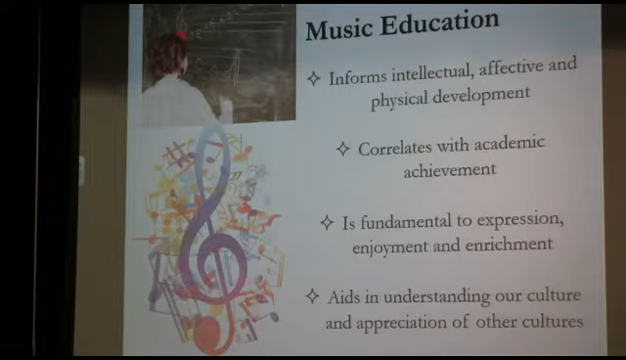 Music Education
✧ Informs intellectual, affective and
physical development
✧ Correlates with academic
achievement
✧ Is fundamental to expression,
enjoyment and enrichment
✧ Aids in understanding our culture
and appreciation of other cultures